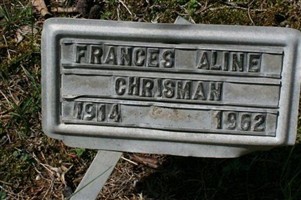 FRANCES ALINE
CHRISMAN
1914 1962